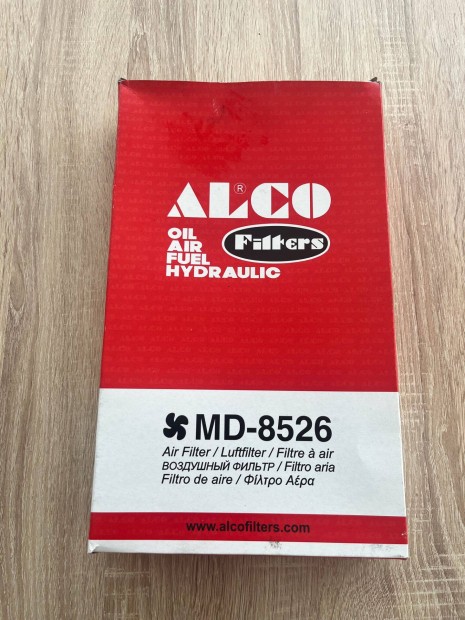 ALCO®
OIL
AIR
FUEL
HYDRAULIC
Filters
MD-8526
Air Filter / Luftfilter / Filtre à air
ВОЗДУШНЫЙ ФИЛЬТР / Filtro aria
Filtro de aire / Φίλτρο Αέρα
www.alcofilters.com